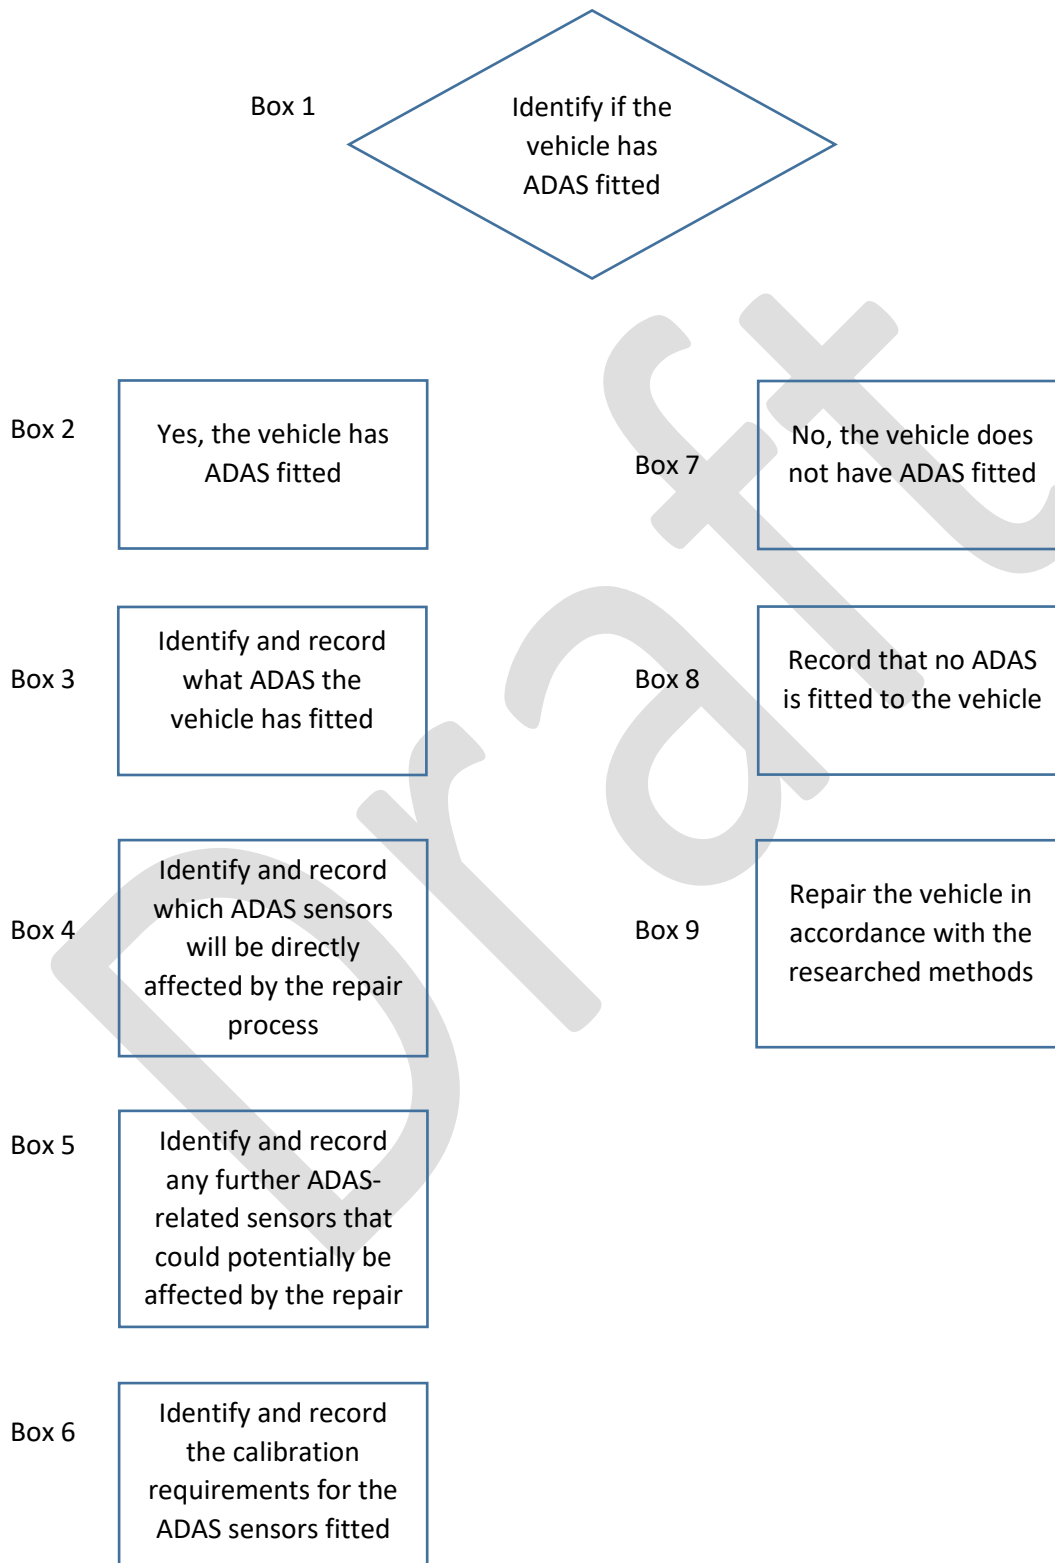 Box 1
Identify if the
vehicle has
ADAS fitted
Box 2
Yes, the vehicle has
ADAS fitted
Box 7
No, the vehicle does
not have ADAS fitted
Box 3
Identify and record
what ADAS the
vehicle has fitted
Box 8
Record that no ADAS
is fitted to the vehicle
Box 4
Identify and record
which ADAS sensors
will be directly
affected by the repair
process
Box 9
Repair the vehicle in
accordance with the
researched methods
Box 5
Identify and record
any further ADAS-
related sensors that
could potentially be
affected by the repair
Box 6
Identify and record
the calibration
requirements for the
ADAS sensors fitted
Draft